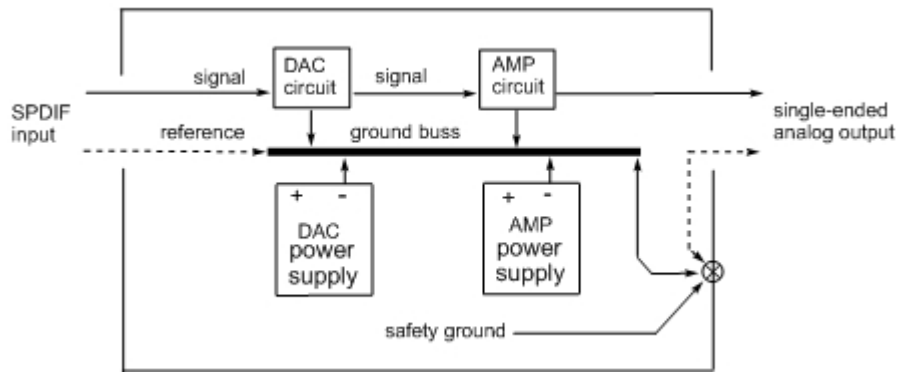 DAC
circuit
AMP
circuit
signal
signal
SPDIF
input
single-ended
analog output
reference
ground buss
+ -
+ -
DAC
power
supply
AMP
power
supply
safety ground